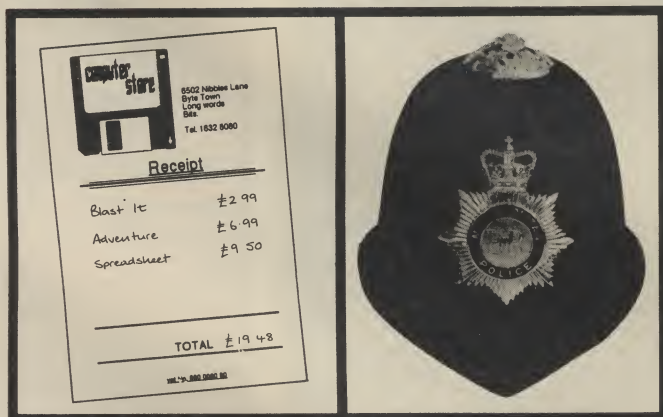 computer
store
6502 Nibbles Lane
Byte Town
Long words
Bits.
Tel. 1632 8080
Receipt
Blast It £2 99
Adventure £6.99
Spreadsheet £9 50
TOTAL £19 48
POLICE